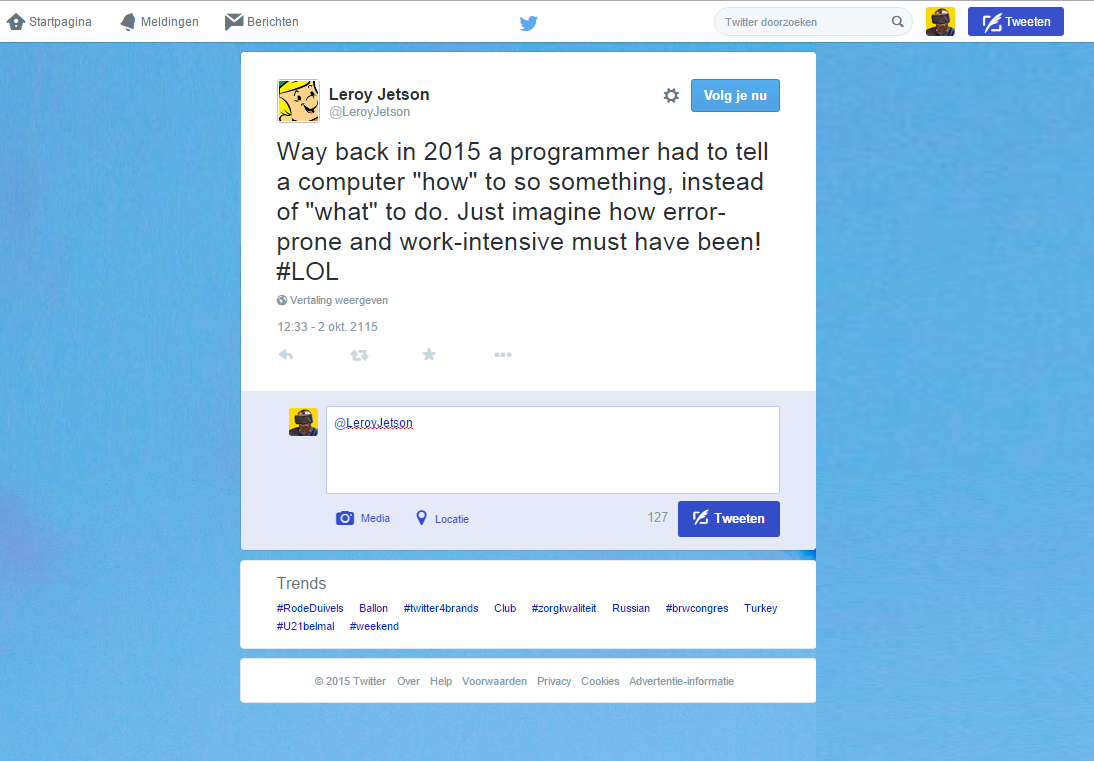 Startpagina Meldingen Berichten Twitter doorzoeken Tweeten
Leroy Jetson
@LeroyJetson
Volg je nu
Way back in 2015 a programmer had to tell
a computer "how" to so something, instead
of "what" to do. Just imagine how error-
prone and work-intensive must have been!
#LOL
Vertaling weergeven
12:33 - 2 okt. 2115
@LeroyJetson
Media Locatie 127 Tweeten
Trends
#RodeDuivels Ballon #twitter4brands Club #zorgkwaliteit Russian #brwcongres Turkey
#U21belmal #weekend
© 2015 Twitter Over Help Voorwaarden Privacy Cookies Advertentie-informatie